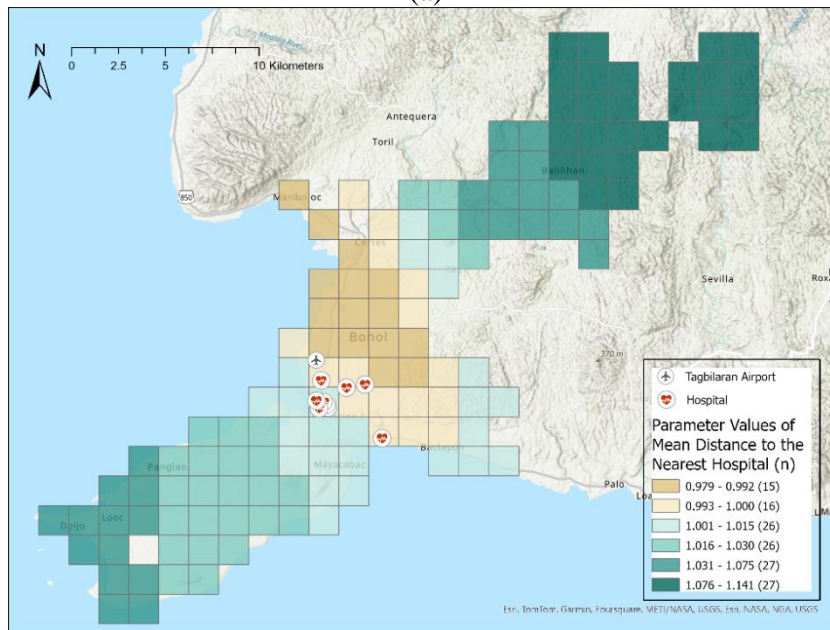 N
0 2.5 5 10 Kilometers
Moalong River
Antequera
Toril
850
Balilihan
Maribojoc
Cortes
Sevilla
Bohol
370 m
Tagbilaran Airport
Hospital
Parameter Values of
Mean Distance to the
Nearest Hospital (n)
0.979 - 0.992 (15)
0.993 - 1.000 (16)
1.001 - 1.015 (26)
1.016 - 1.030 (26)
1.031 - 1.075 (27)
1.076 - 1.141 (27)
Panglao
Mayacabac
Baclayon
Palo
Looc
Doljo
Esri, TomTom, Garmin, Foursquare, METI/NASA, USGS, Esri, NASA, NGA, USGS